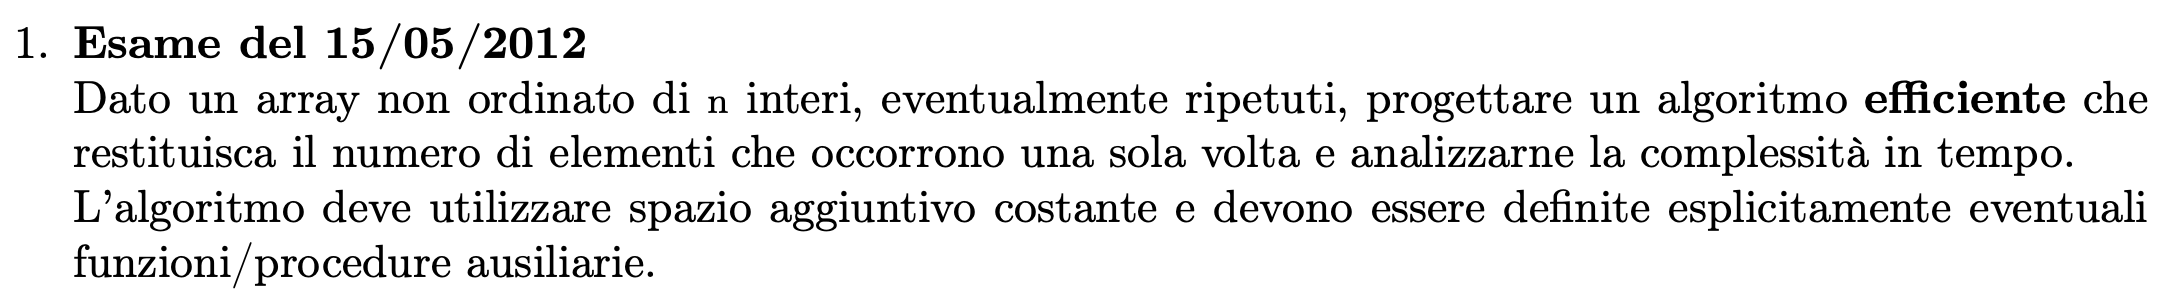 1. Esame del 15/05/2012
Dato un array non ordinato di n interi, eventualmente ripetuti, progettare un algoritmo efficiente che
restituisca il numero di elementi che occorrono una sola volta e analizzarne la complessità in tempo.
L'algoritmo deve utilizzare spazio aggiuntivo costante e devono essere definite esplicitamente eventuali
funzioni/procedure ausiliarie.